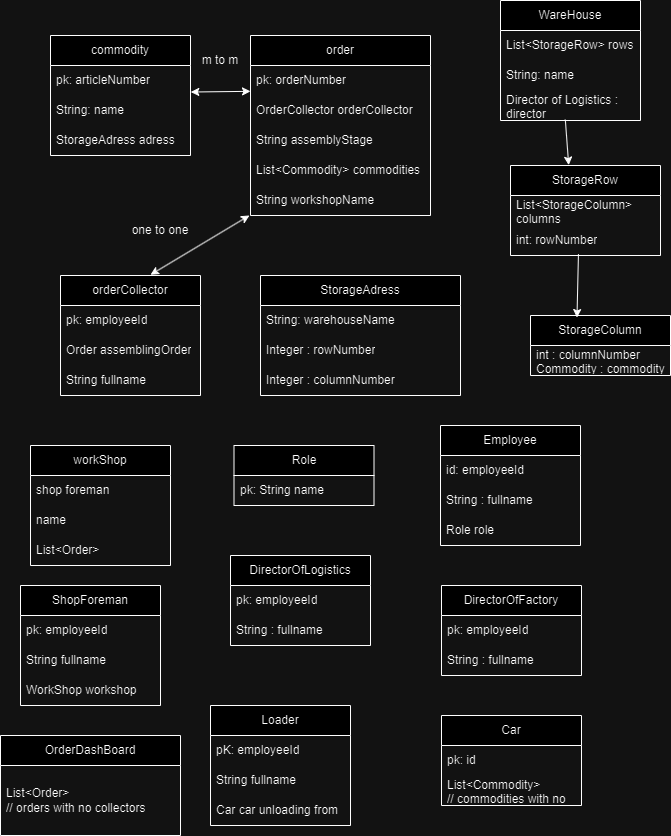 WareHouse
List<StorageRow> rows
String: name
Director of Logistics :
director
commodity
pk: articleNumber
String: name
StorageAdress adress
m to m
order
pk: orderNumber
OrderCollector orderCollector
String assemblyStage
List<Commodity> commodities
String workshopName
StorageRow
List<StorageColumn>
columns
int: rowNumber
one to one
orderCollector
pk: employeeId
Order assemblingOrder
String fullname
StorageAdress
String: warehouseName
Integer : rowNumber
Integer : columnNumber
StorageColumn
int : columnNumber
Commodity : commodity
workShop
shop foreman
name
List<Order>
Role
pk: String name
Employee
id: employeeId
String : fullname
Role role
DirectorOfLogistics
pk: employeeId
String : fullname
ShopForeman
pk: employeeId
String fullname
WorkShop workshop
DirectorOfFactory
pk: employeeId
String : fullname
Loader
pK: employeeId
String fullname
Car car unloading from
Car
pk: id
List<Commodity>
// commodities with no
OrderDashBoard
List<Order>
// orders with no collectors